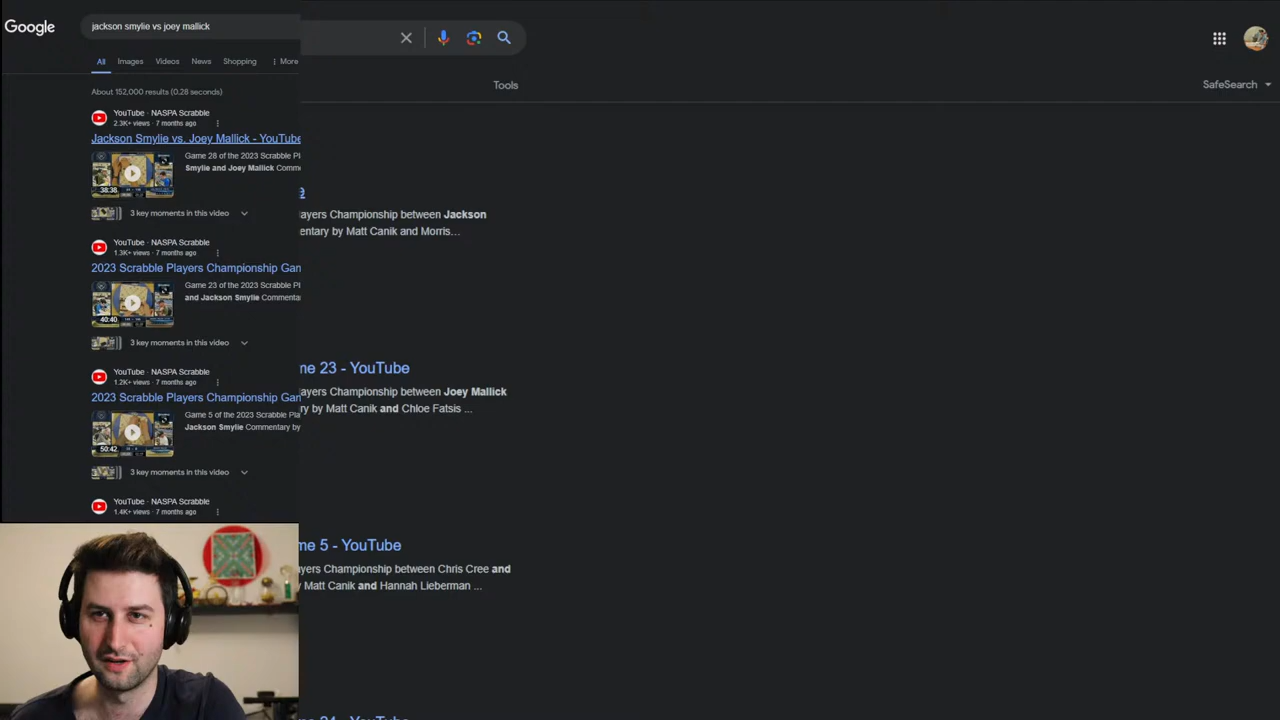 Google
jackson smylie vs joey mallick
All Images Videos News Shopping More
Tools
SafeSearch
About 152,000 results (0.28 seconds)
YouTube · NASPA Scrabble
2.3K+ views · 7 months ago
Jackson Smylie vs. Joey Mallick - YouTube
Game 28 of the 2023 Scrabble Pl
Smylie and Joey Mallick Comm
38:38
3 key moments in this video
ayers Championship between Jackson
entary by Matt Canik and Morris...
YouTube · NASPA Scrabble
1.3K+ views · 7 months ago
2023 Scrabble Players Championship Gam
Game 23 of the 2023 Scrabble Pl
and Jackson Smylie Commenta
40:40
3 key moments in this video
ne 23 - YouTube
ayers Championship between Joey Mallick
ry by Matt Canik and Chloe Fatsis ...
YouTube · NASPA Scrabble
1.2K+ views · 7 months ago
2023 Scrabble Players Championship Gam
Game 5 of the 2023 Scrabble Pla
Jackson Smylie Commentary by
50:42
3 key moments in this video
ne 5 - YouTube
yers Championship between Chris Cree and
Matt Canik and Hannah Lieberman ...
YouTube · NASPA Scrabble
1.4K+ views · 7 months ago